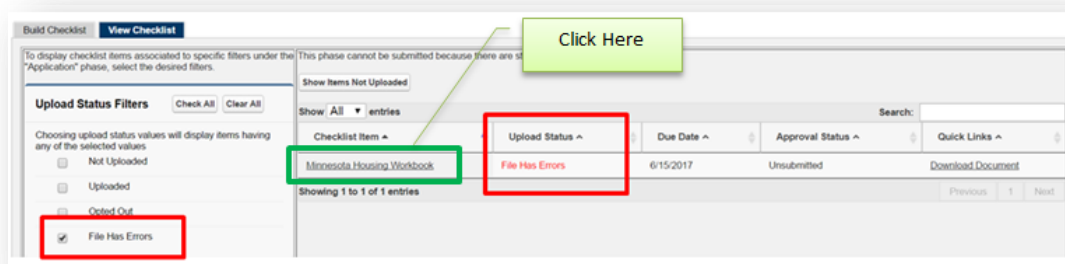 Build Checklist View Checklist
Click Here
To display checklist items associated to specific filters under the
"Application" phase, select the desired filters.
Upload Status Filters Check All Clear All
Choosing upload status values will display items having
any of the selected values
Not Uploaded
Uploaded
Opted Out
File Has Errors
This phase cannot be submitted because there are st
Show Items Not Uploaded
Show All entries Search:
Checklist Item Upload Status Due Date Approval Status Quick Links
Minnesota Housing Workbook File Has Errors 6/15/2017 Unsubmitted Download Document
Showing 1 to 1 of 1 entries Previous 1 Next